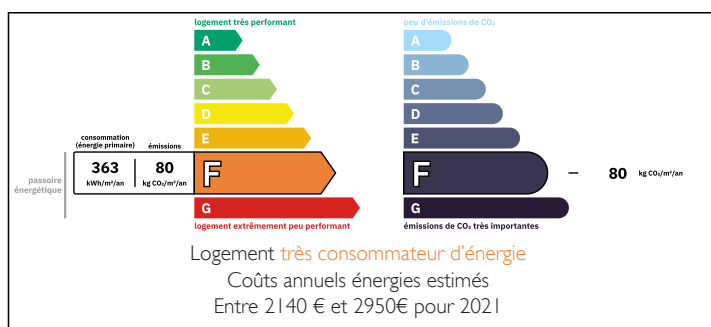 logement très performant
A
B
C
D
E
consommation
(énergie primaire)
émissions
363
kWh/m²/an
80
kg CO₂/m²/an
F
passoire
énergétique
G
logement extrêmement peu performant
peu d'émissions de CO₂
A
B
C
D
E
F
80
kg CO₂/m²/an
G
émissions de CO₂ très importantes
Logement très consommateur d'énergie
Coûts annuels énergies estimés
Entre 2140 € et 2950€ pour 2021